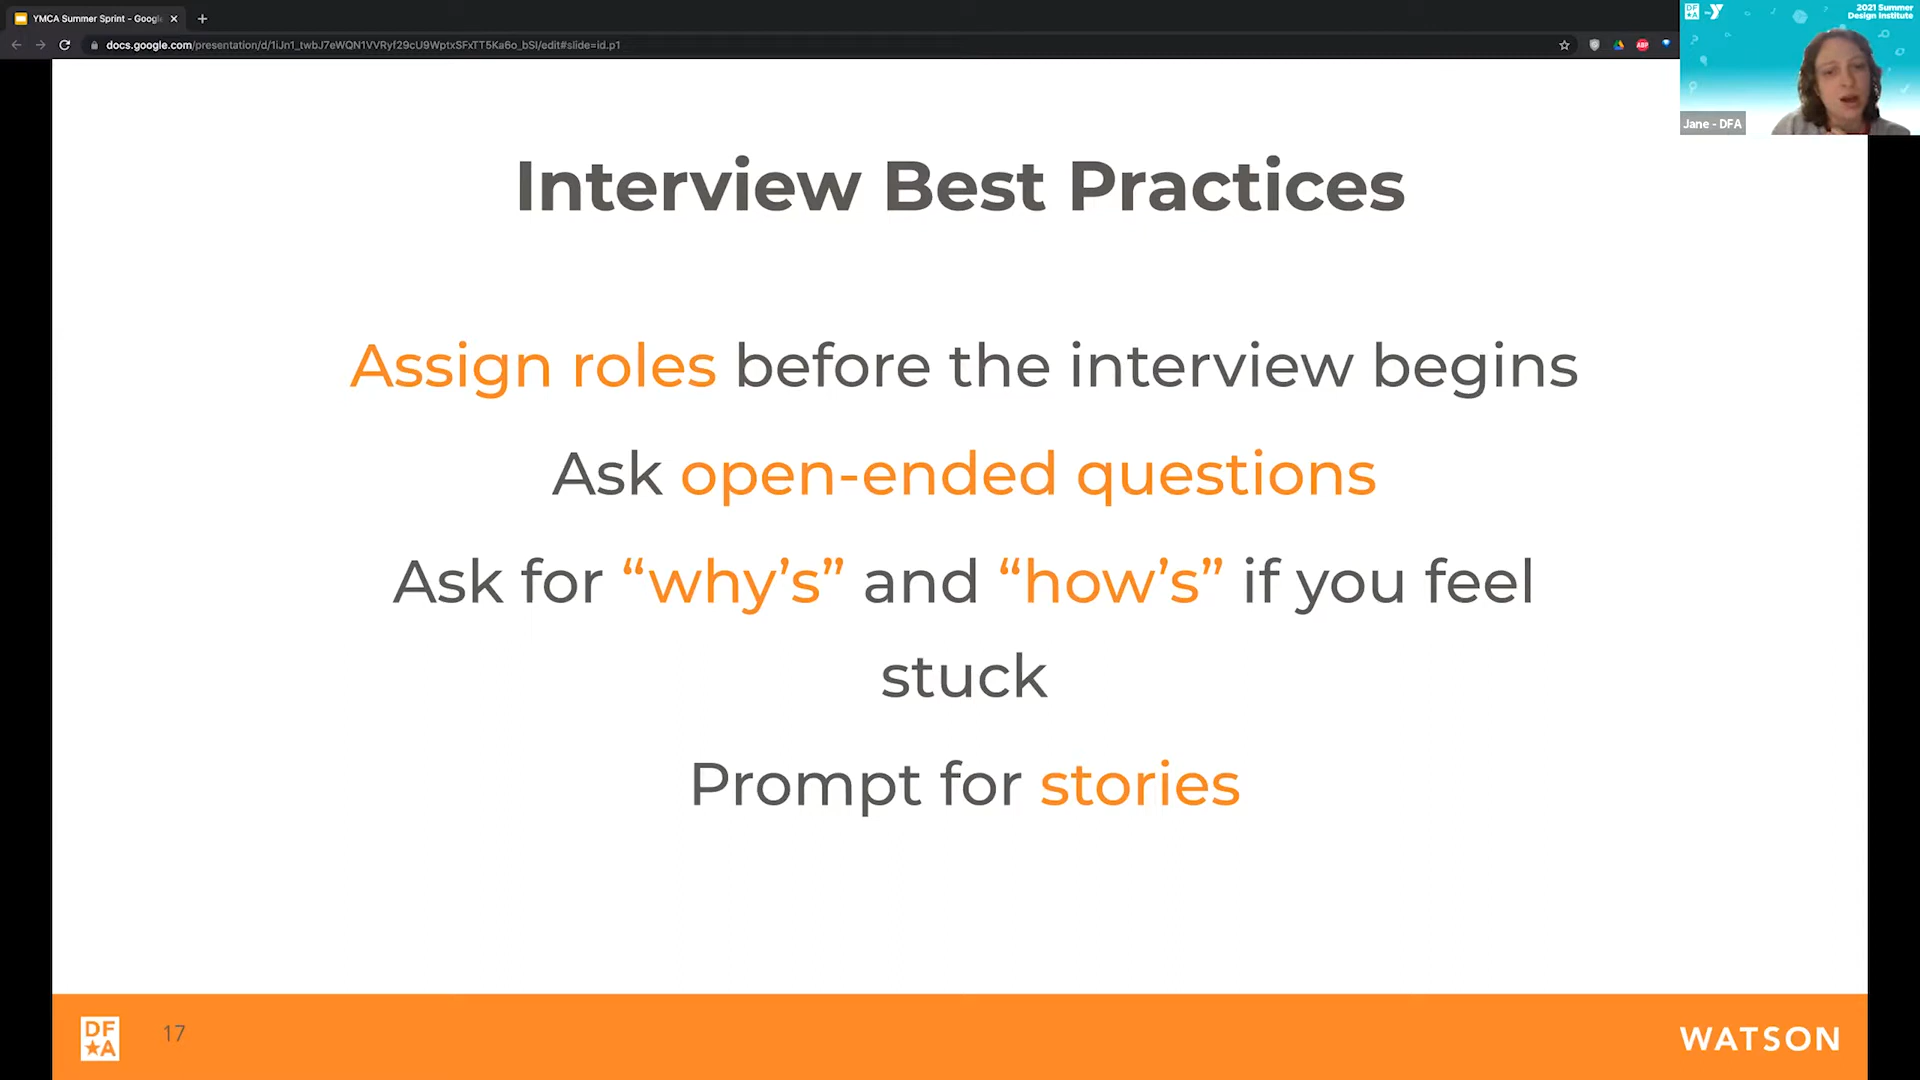 YMCA Summer Sprint - Googl
docs.google.com/presentation/d/1iJn1_twbJ7eWQN1VVRyf29cU9WptxSFxTT5Ka6o_bSI/edit#slide=id.p1
ABP
DF
A
Y
2021 Summer
Design Institute
Jane - DFA
Interview Best Practices
Assign roles before the interview begins
Ask open-ended questions
Ask for “why’s” and “how’s” if you feel
stuck
Prompt for stories
DF
★A
17
WATSON